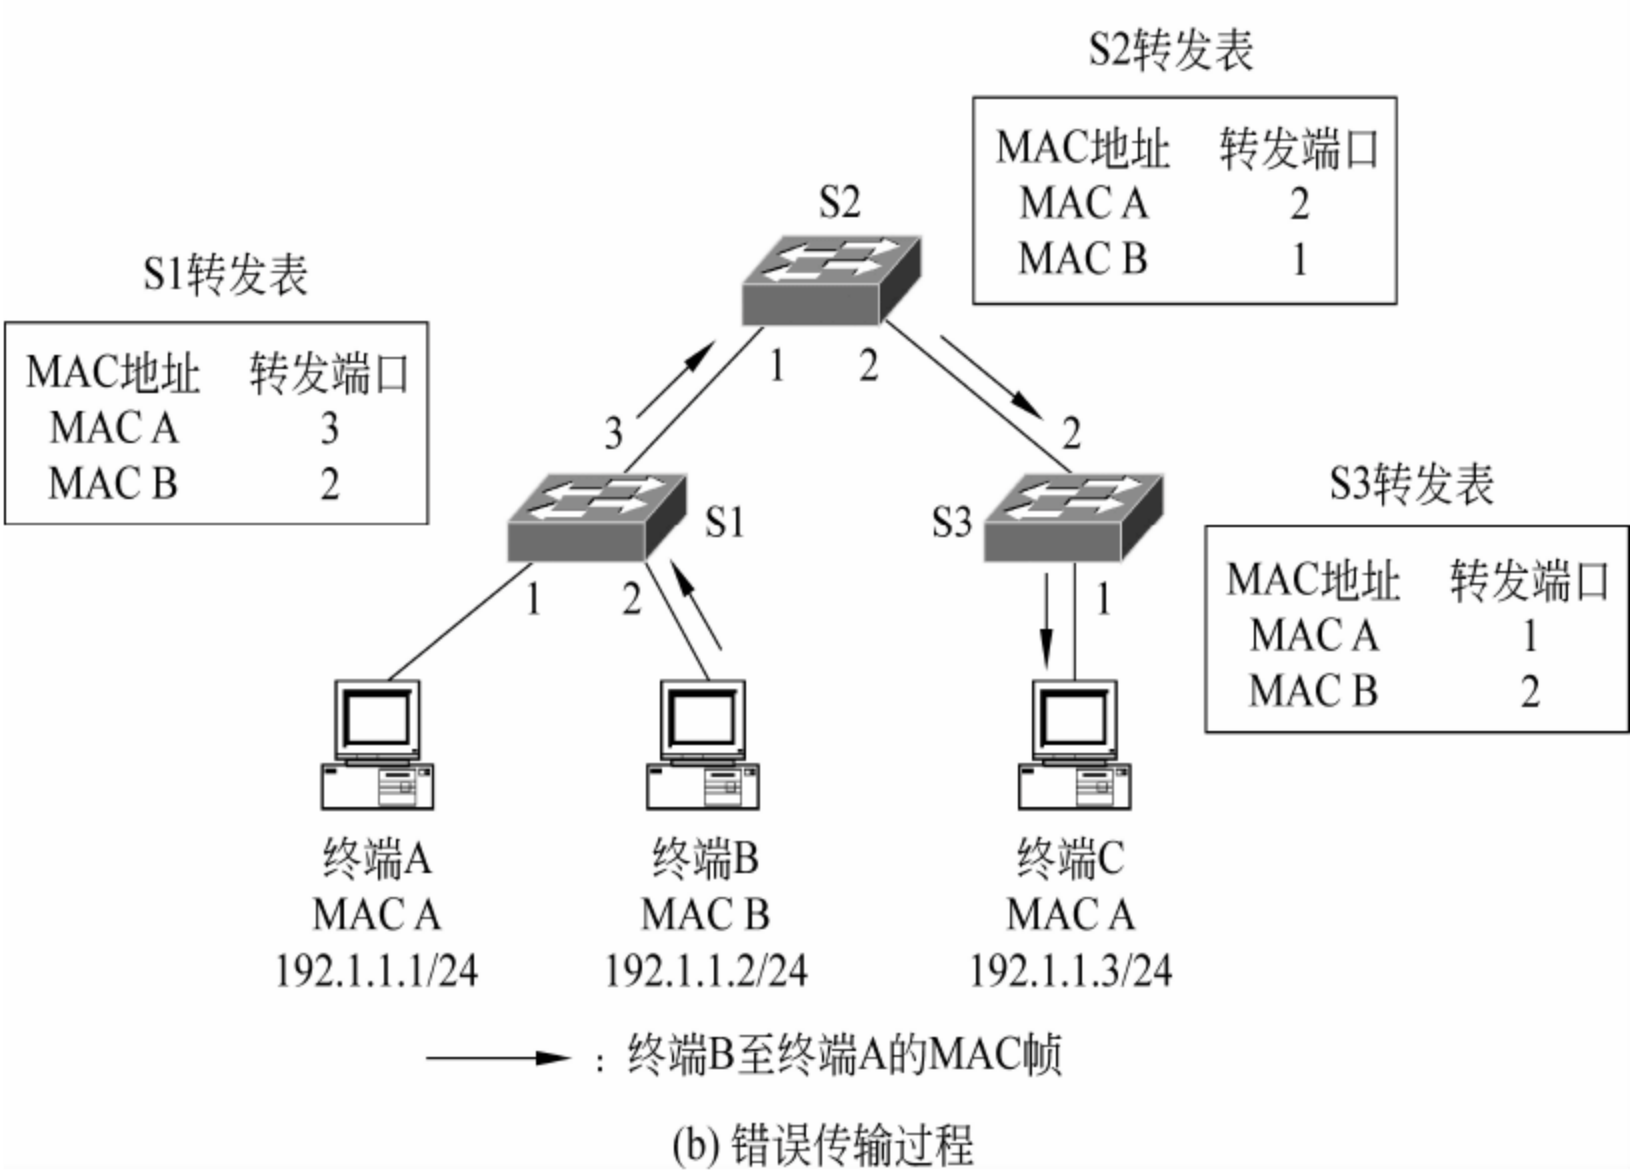 S2转发表
MAC地址 转发端口
MAC A 2
MAC B 1
S2
S1转发表
MAC地址 转发端口
MAC A 3
MAC B 2
1 2
3 2
S1
S3
S3转发表
MAC地址 转发端口
MAC A 1
MAC B 2
1 2 1
终端A
MAC A
192.1.1.1/24
终端B
MAC B
192.1.1.2/24
终端C
MAC A
192.1.1.3/24
：终端B至终端A的MAC帧
(b) 错误传输过程